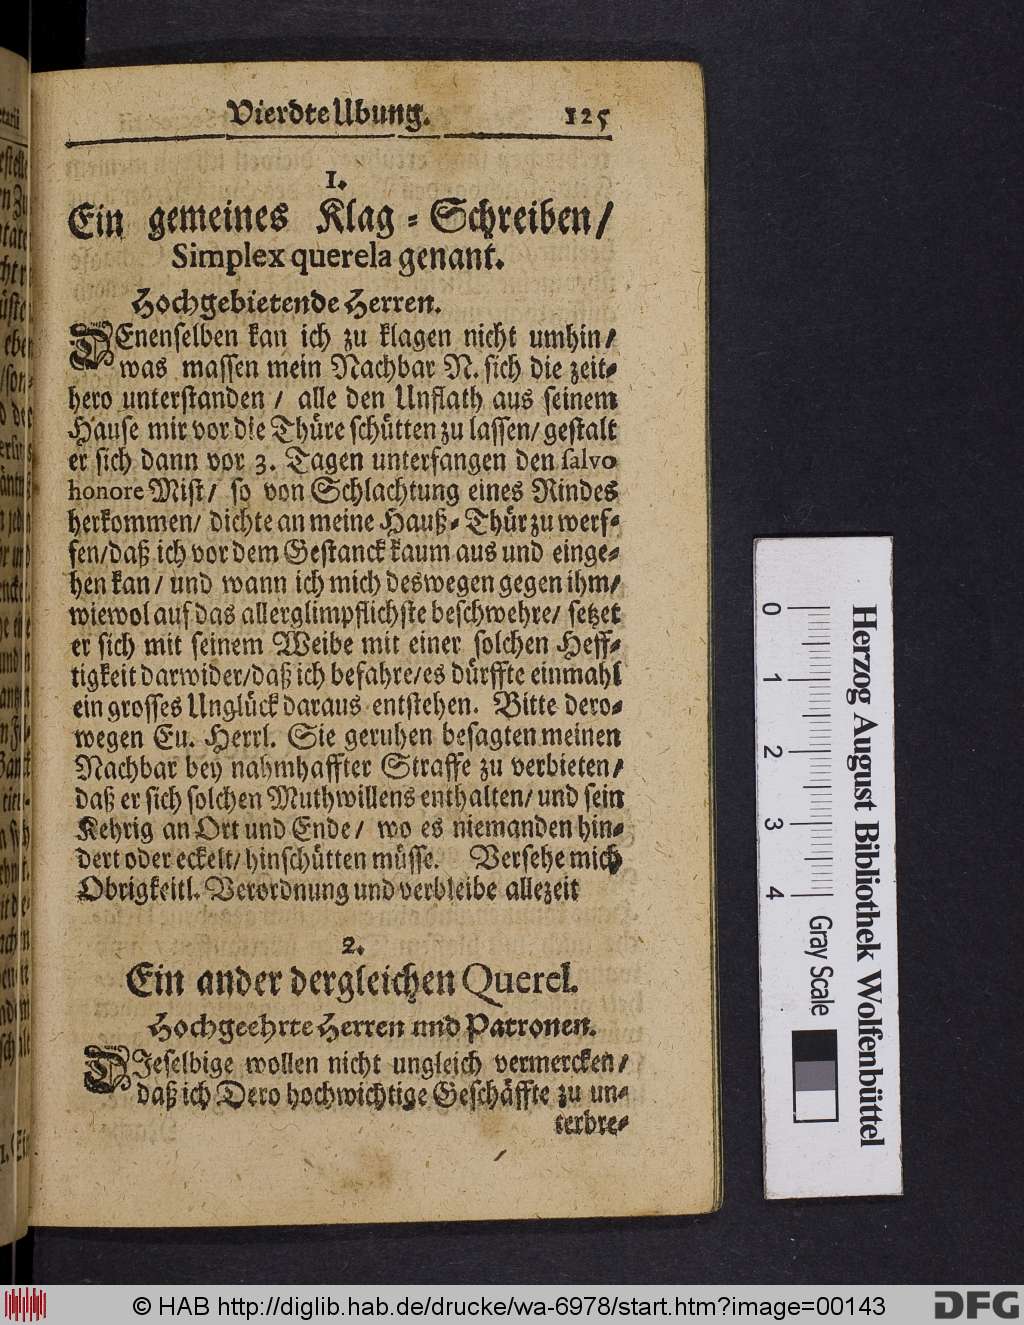 Vierdte Ubung. 125
1.
Ein gemeines Klag-Schreiben/
Simplex querela genant.
Hochgebietende Herren.
DEnenselben kan ich zu klagen nicht umhin/
was massen mein Nachbar N. sich die zeit-
hero unterstanden / alle den Unflath aus seinem
Hause mir vor die Thüre schütten zu lassen/ gestalt
er sich dann vor 3. Tagen unterfangen den salvo
honore Mist/ so von Schlachtung eines Rindes
herkommen/ dichte an meine Hauß-Thür zu werf-
fen/daß ich vor dem Gestanck kaum aus und einge-
hen kan/ und wann ich mich deswegen gegen ihm/
wiewol auf das allerglimpflichste beschwehre/ setzet
er sich mit seinem Weibe mit einer solchen Heff-
tigkeit darwider/daß ich befahre/es dürffte einmahl
ein grosses Unglück daraus entstehen. Bitte dero-
wegen Eu. Herrl. Sie geruhen besagten meinen
Nachbar bey nahmhaffter Straffe zu verbieten/
daß er sich solchen Muthwillens enthalten/ und sein
Kehrig an Ort und Ende/ wo es niemanden hin-
dert oder eckelt/ hinschütten müsse. Versehe mich
Obrigkeitl. Verordnung und verbleibe allezeit
2.
Ein ander dergleichen Querel.
Hochgeehrte Herren und Patronen.
DIeselbige wollen nicht ungleich vermercken/
daß ich Dero hochwichtige Geschäffte zu un-
terbre-
0 1 2 3 4 Gray Scale
Herzog August Bibliothek Wolfenbüttel
© HAB http://diglib.hab.de/drucke/wa-6978/start.htm?image=00143
DFG